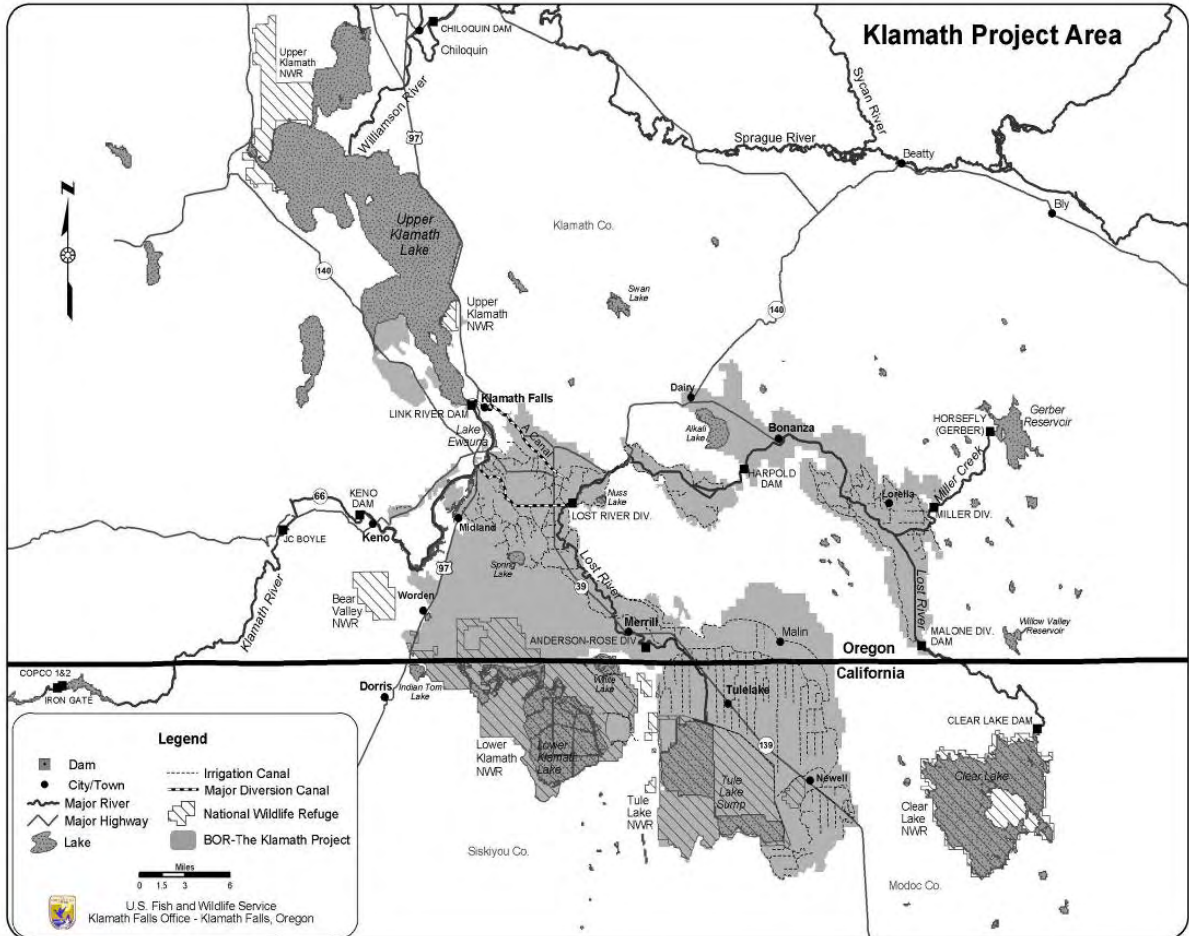 Klamath Project Area
CHILOQUIN DAM
Chiloquin
Upper
Klamath
NWR
Williamson River
97
Sycan River
Sprague River
Beatty
Bly
N
Upper
Klamath
Lake
Klamath Co.
140
Swan
Lake
140
Upper
Klamath
NWR
Dairy
LINK RIVER DAM
Klamath Falls
Lake
Ewauna
A Canal
Alkali
Lake
Bonanza
HORSEFLY
(GERBER)
Gerber
Reservoir
HARPOLD
DAM
Miller Creek
Nuss
Lake
Lorella
66
KENO
DAM
Keno
JC BOYLE
Midland
LOST RIVER DIV.
MILLER DIV.
97
Spring
Lake
Lost River
39
Lost River
Klamath River
Bear
Valley
NWR
Worden
Merrill
ANDERSON-ROSE DIV.
Malin
MALONE DIV.
DAM
Willow Valley
Reservoir
Oregon
California
COPCO 1&2
IRON GATE
Dorris
Indian Tom
Lake
White
Lake
Tulelake
CLEAR LAKE DAM
Lower
Klamath
NWR
Lower
Klamath
Lake
139
Tule
Lake
Sump
Newell
Tule
Lake
NWR
Clear Lake
Clear
Lake
NWR
Siskiyou Co.
Modoc Co.
Legend
Dam
City/Town
Major River
Major Highway
Lake
Irrigation Canal
Major Diversion Canal
National Wildlife Refuge
BOR-The Klamath Project
Miles
0 1.5 3 6
U.S. Fish and Wildlife Service
Klamath Falls Office - Klamath Falls, Oregon